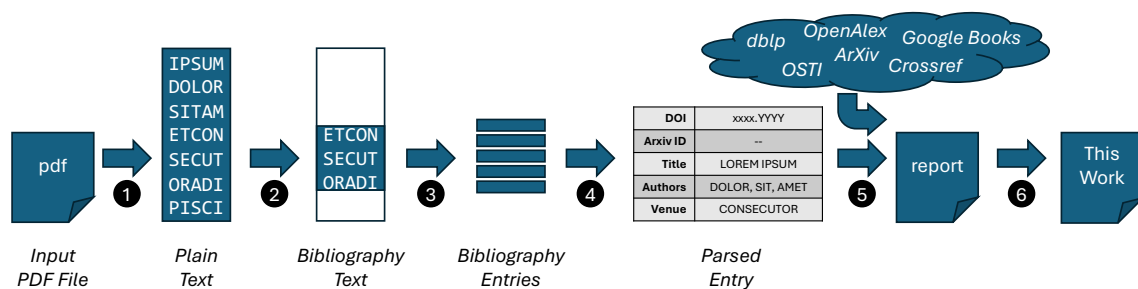 dblp
OpenAlex
Google Books
ArXiv
OSTI
Crossref
pdf
1
Input
PDF File
IPSUM
DOLOR
SITAM
ETCON
SECUT
ORADI
PISCI
Plain
Text
2
ETCON
SECUT
ORADI
Bibliography
Text
3
Bibliography
Entries
4
DOI xxxx.YYYY
Arxiv ID --
Title LOREM IPSUM
Authors DOLOR, SIT, AMET
Venue CONSECUTOR
Parsed
Entry
5
report
6
This
Work